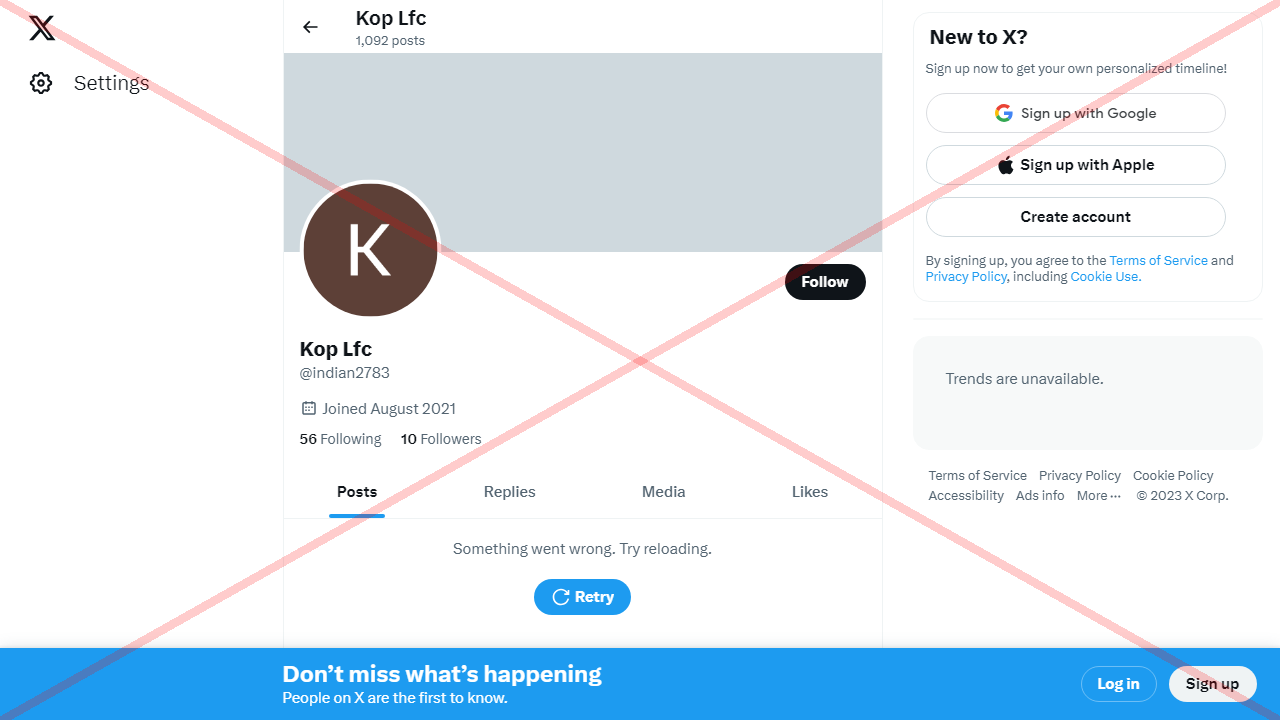 Settings
Kop Lfc
1,092 posts
K
Follow
Kop Lfc
@indian2783
Joined August 2021
56 Following 10 Followers
Posts Replies Media Likes
Something went wrong. Try reloading.
Retry
New to X?
Sign up now to get your own personalized timeline!
Sign up with Google
Sign up with Apple
Create account
By signing up, you agree to the Terms of Service and
Privacy Policy, including Cookie Use.
Trends are unavailable.
Terms of Service Privacy Policy Cookie Policy
Accessibility Ads info More ··· © 2023 X Corp.
Don’t miss what’s happening
People on X are the first to know.
Log in Sign up